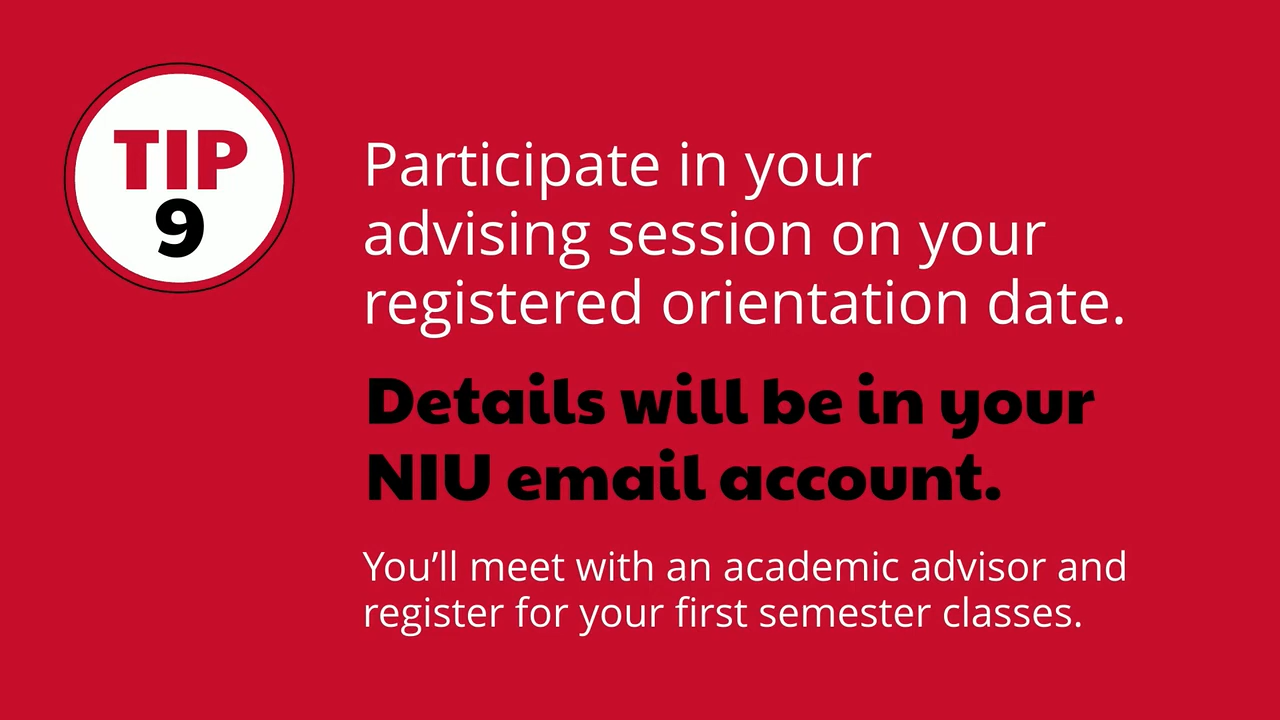 TIP
9
Participate in your
advising session on your
registered orientation date.
Details will be in your
NIU email account.
You’ll meet with an academic advisor and
register for your first semester classes.